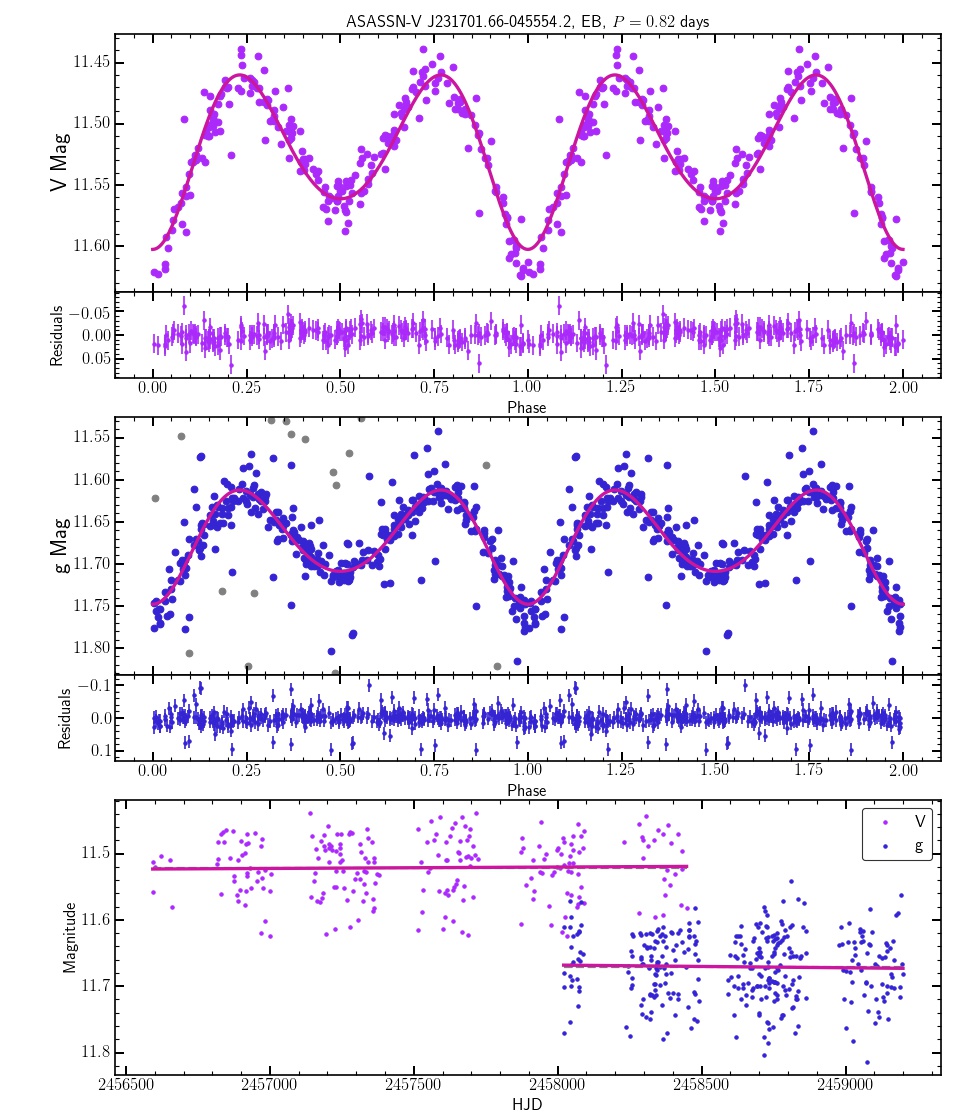 ASASSN-V J231701.66-045554.2, EB, P = 0.82 days
11.45
11.50
11.55
11.60
V Mag
−0.05
0.00
0.05
Residuals
0.00 0.25 0.50 0.75 1.00 1.25 1.50 1.75 2.00
Phase
11.55
11.60
11.65
11.70
11.75
11.80
g Mag
−0.1
0.0
0.1
Residuals
0.00 0.25 0.50 0.75 1.00 1.25 1.50 1.75 2.00
Phase
V
g
11.5
11.6
11.7
11.8
Magnitude
2456500 2457000 2457500 2458000 2458500 2459000
HJD